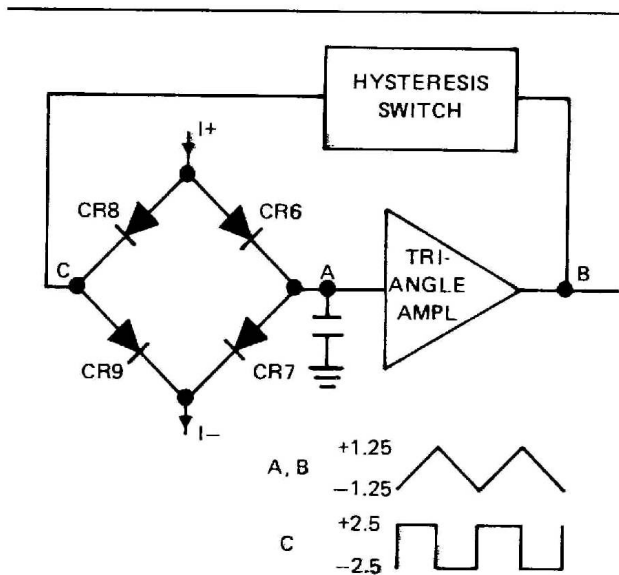 HYSTERESIS
SWITCH
I+
CR8
CR6
C
A
TRI-
ANGLE
AMPL
B
CR9
CR7
I–
A, B
+1.25
–1.25
C
+2.5
–2.5